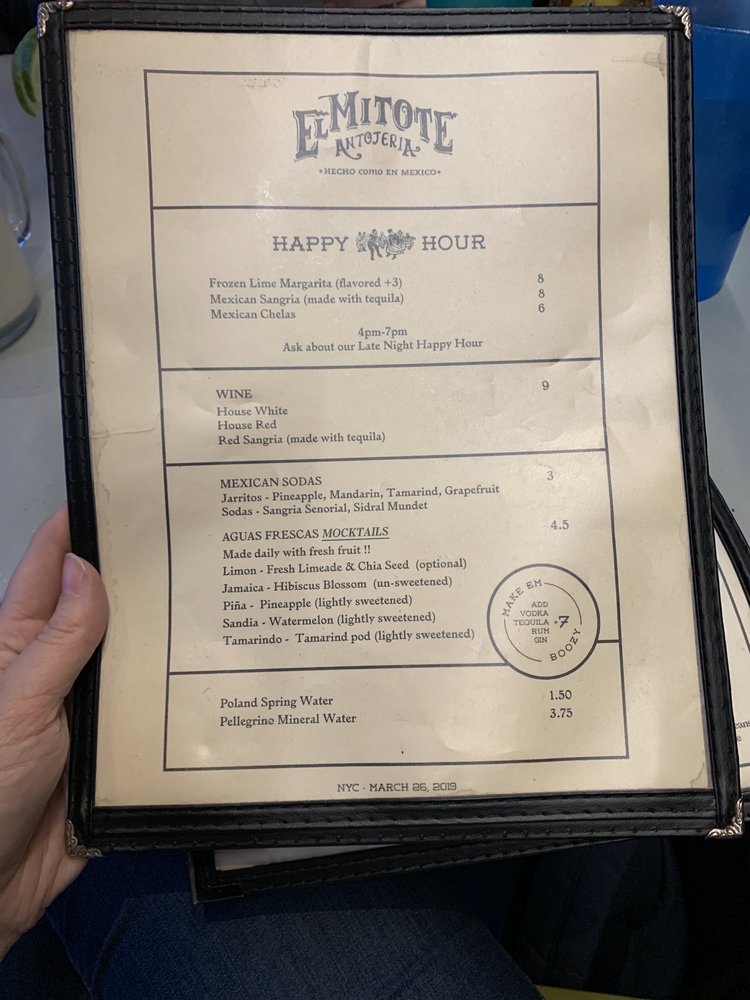 EL MITOTE
ANTOJERIA
• HECHO como EN MEXICO •
HAPPY HOUR
Frozen Lime Margarita (flavored +3) 8
Mexican Sangria (made with tequila) 8
Mexican Chelas 6
4pm-7pm
Ask about our Late Night Happy Hour
WINE 9
House White
House Red
Red Sangria (made with tequila)
MEXICAN SODAS 3
Jarritos - Pineapple, Mandarin, Tamarind, Grapefruit
Sodas - Sangria Senorial, Sidral Mundet
AGUAS FRESCAS MOCKTAILS 4.5
Made daily with fresh fruit !!
Limon - Fresh Limeade & Chia Seed (optional)
Jamaica - Hibiscus Blossom (un-sweetened)
Piña - Pineapple (lightly sweetened)
Sandía - Watermelon (lightly sweetened)
Tamarindo - Tamarind pod (lightly sweetened)
MAKE EM
ADD
VODKA
TEQUILA +7
RUM
GIN
BOOZY
Poland Spring Water 1.50
Pellegrino Mineral Water 3.75
NYC - MARCH 26, 2019